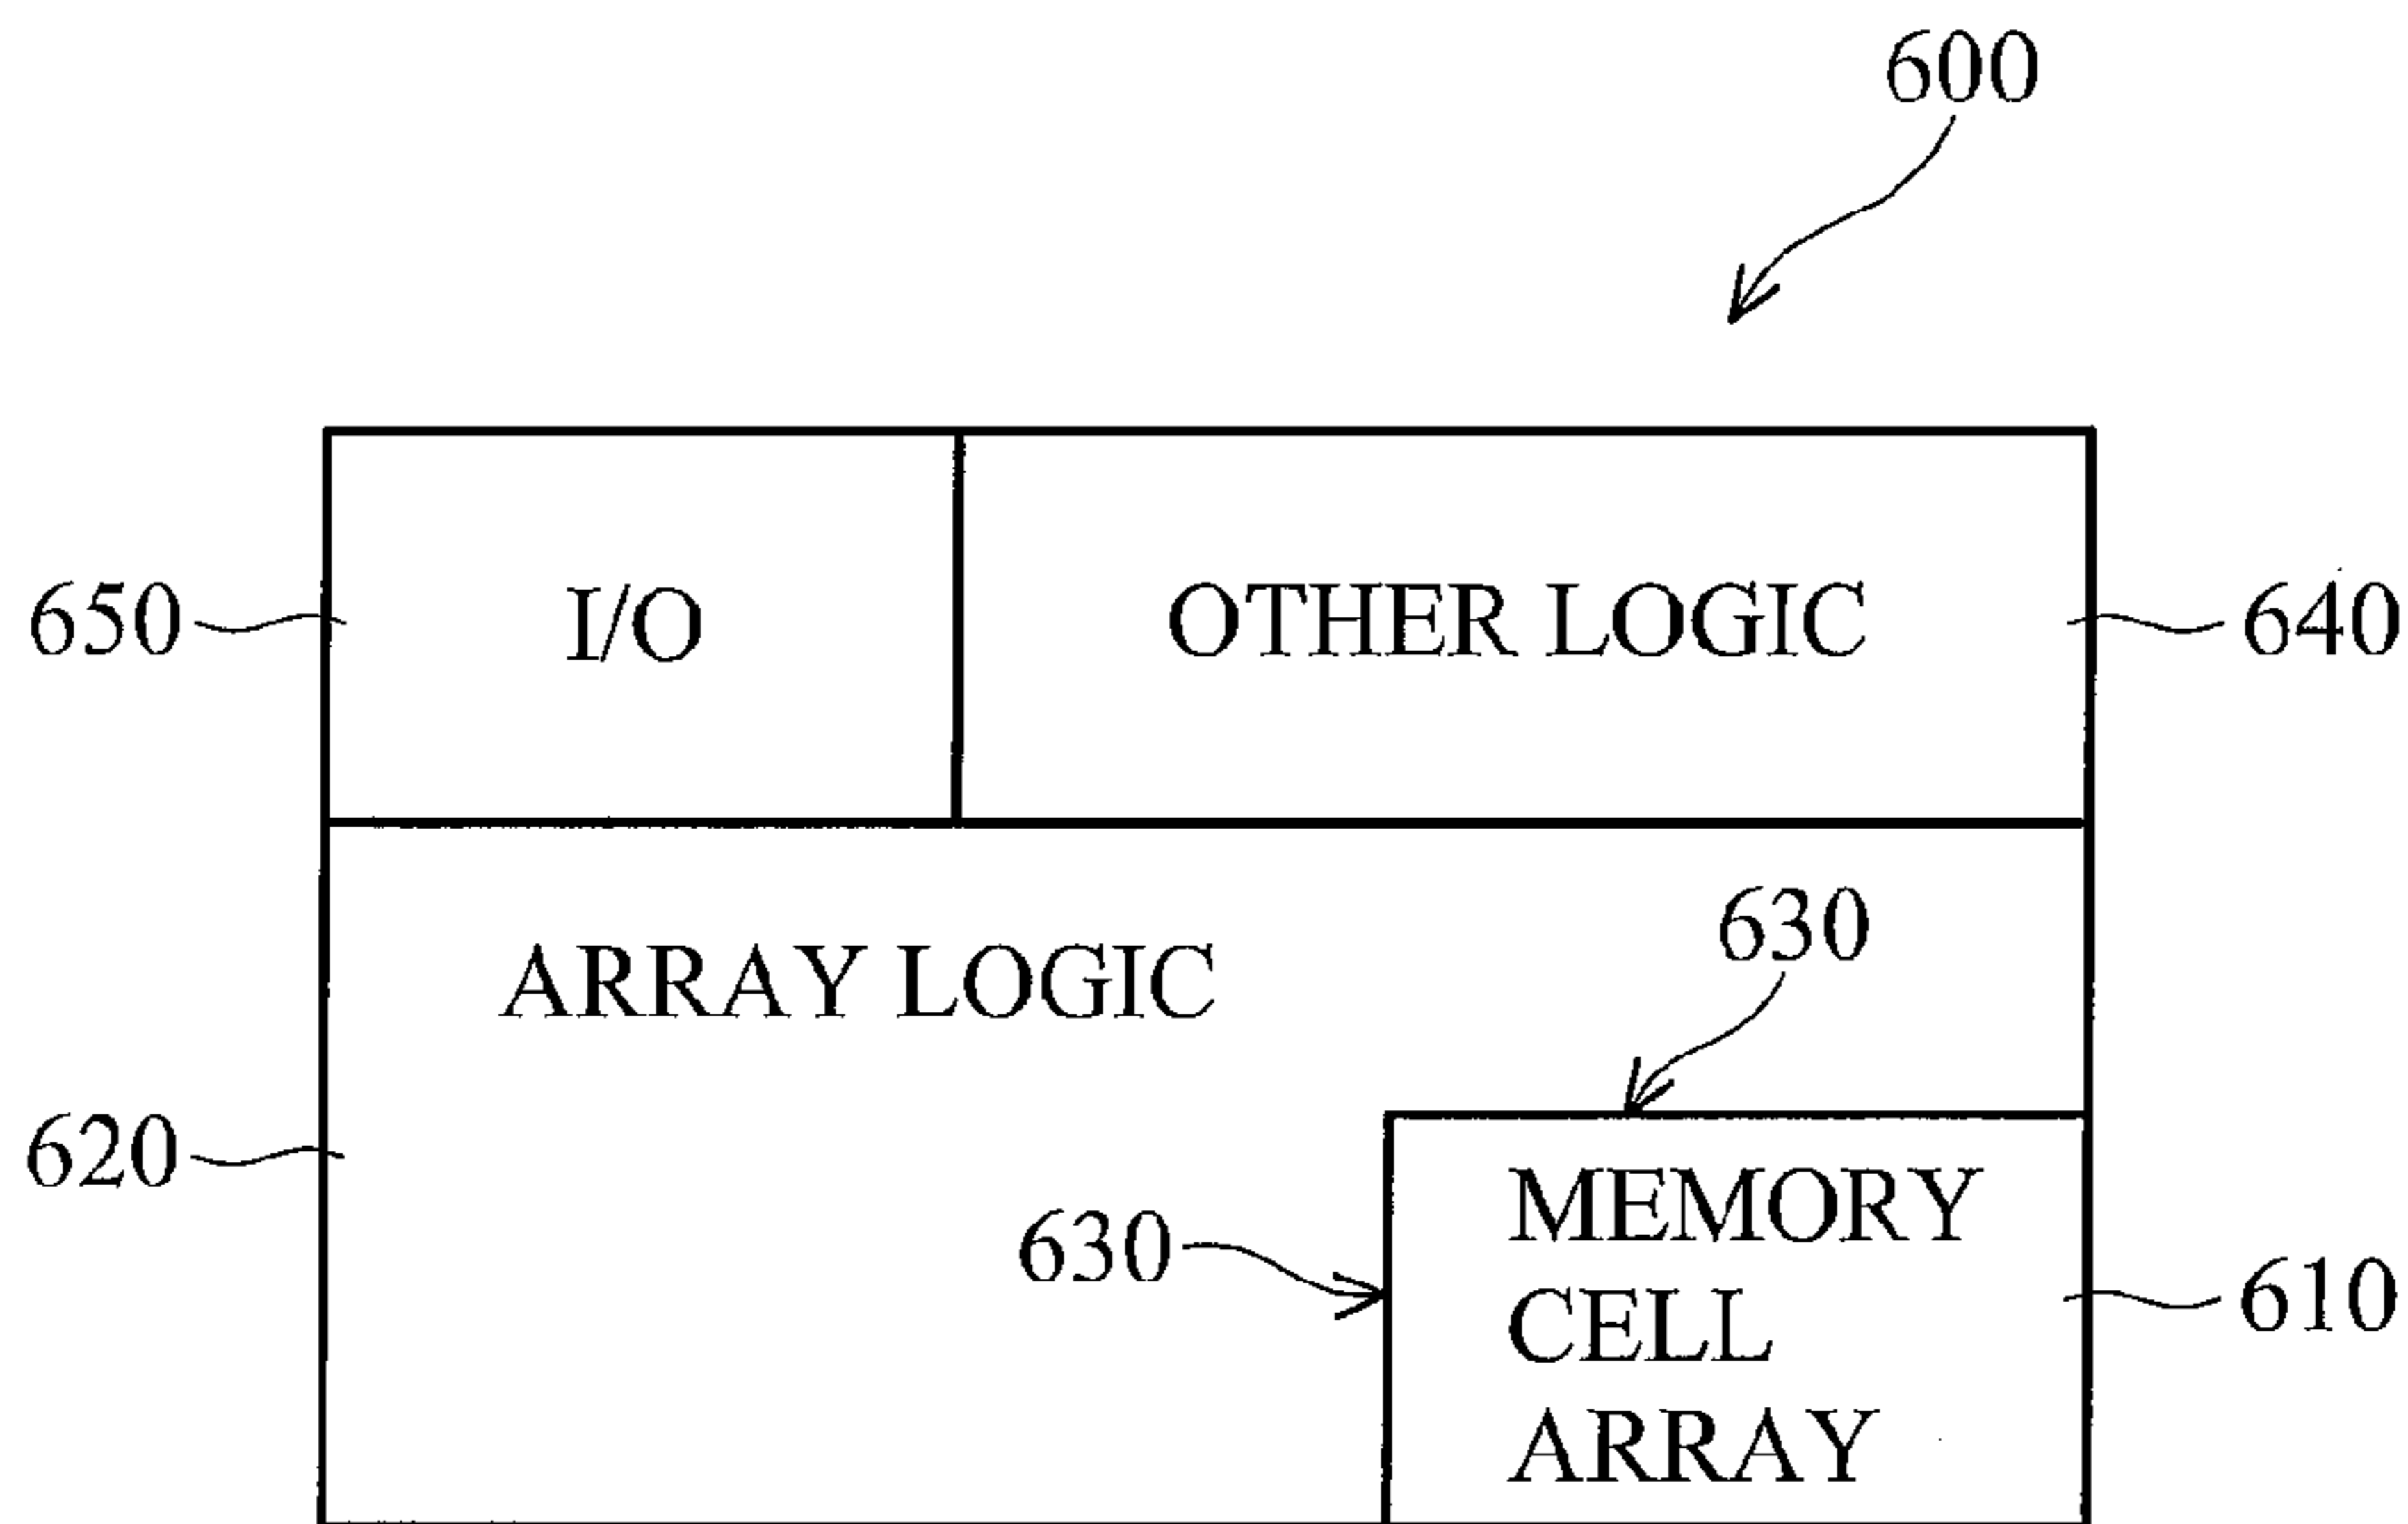 600
650
I/O
OTHER LOGIC
640
630
ARRAY LOGIC
620
630
MEMORY
CELL
ARRAY
610